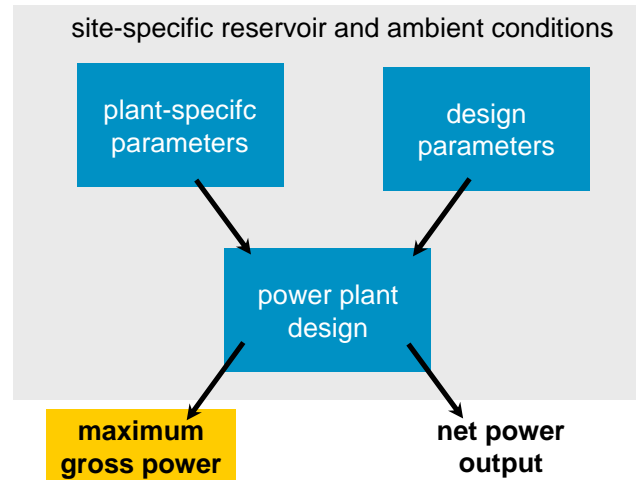 site-specific reservoir and ambient conditions
plant-specifc
parameters
design
parameters
power plant
design
maximum
gross power
net power
output